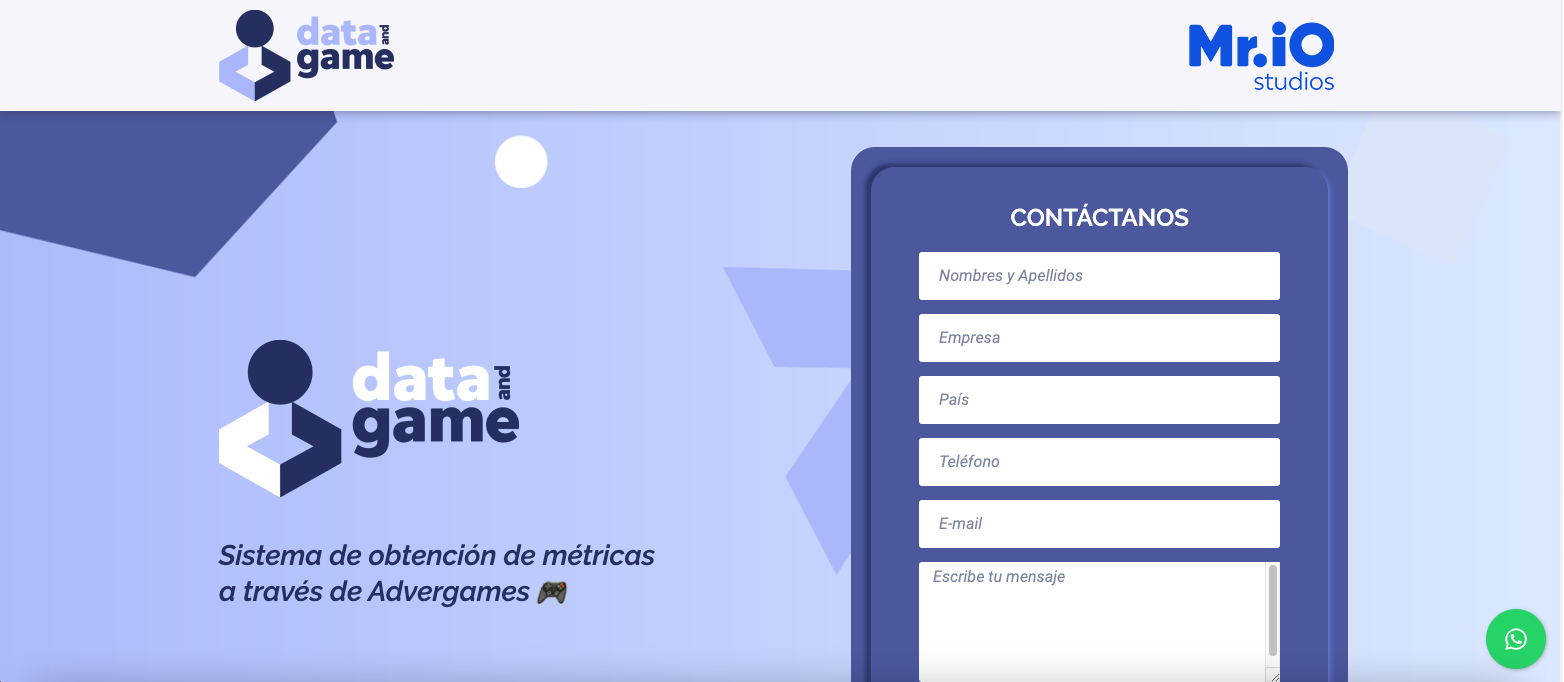 data and
game
Mr.iO
studios
CONTÁCTANOS
Nombres y Apellidos
Empresa
País
Teléfono
E-mail
Escribe tu mensaje
data and
game
Sistema de obtención de métricas
a través de Advergames 🎮